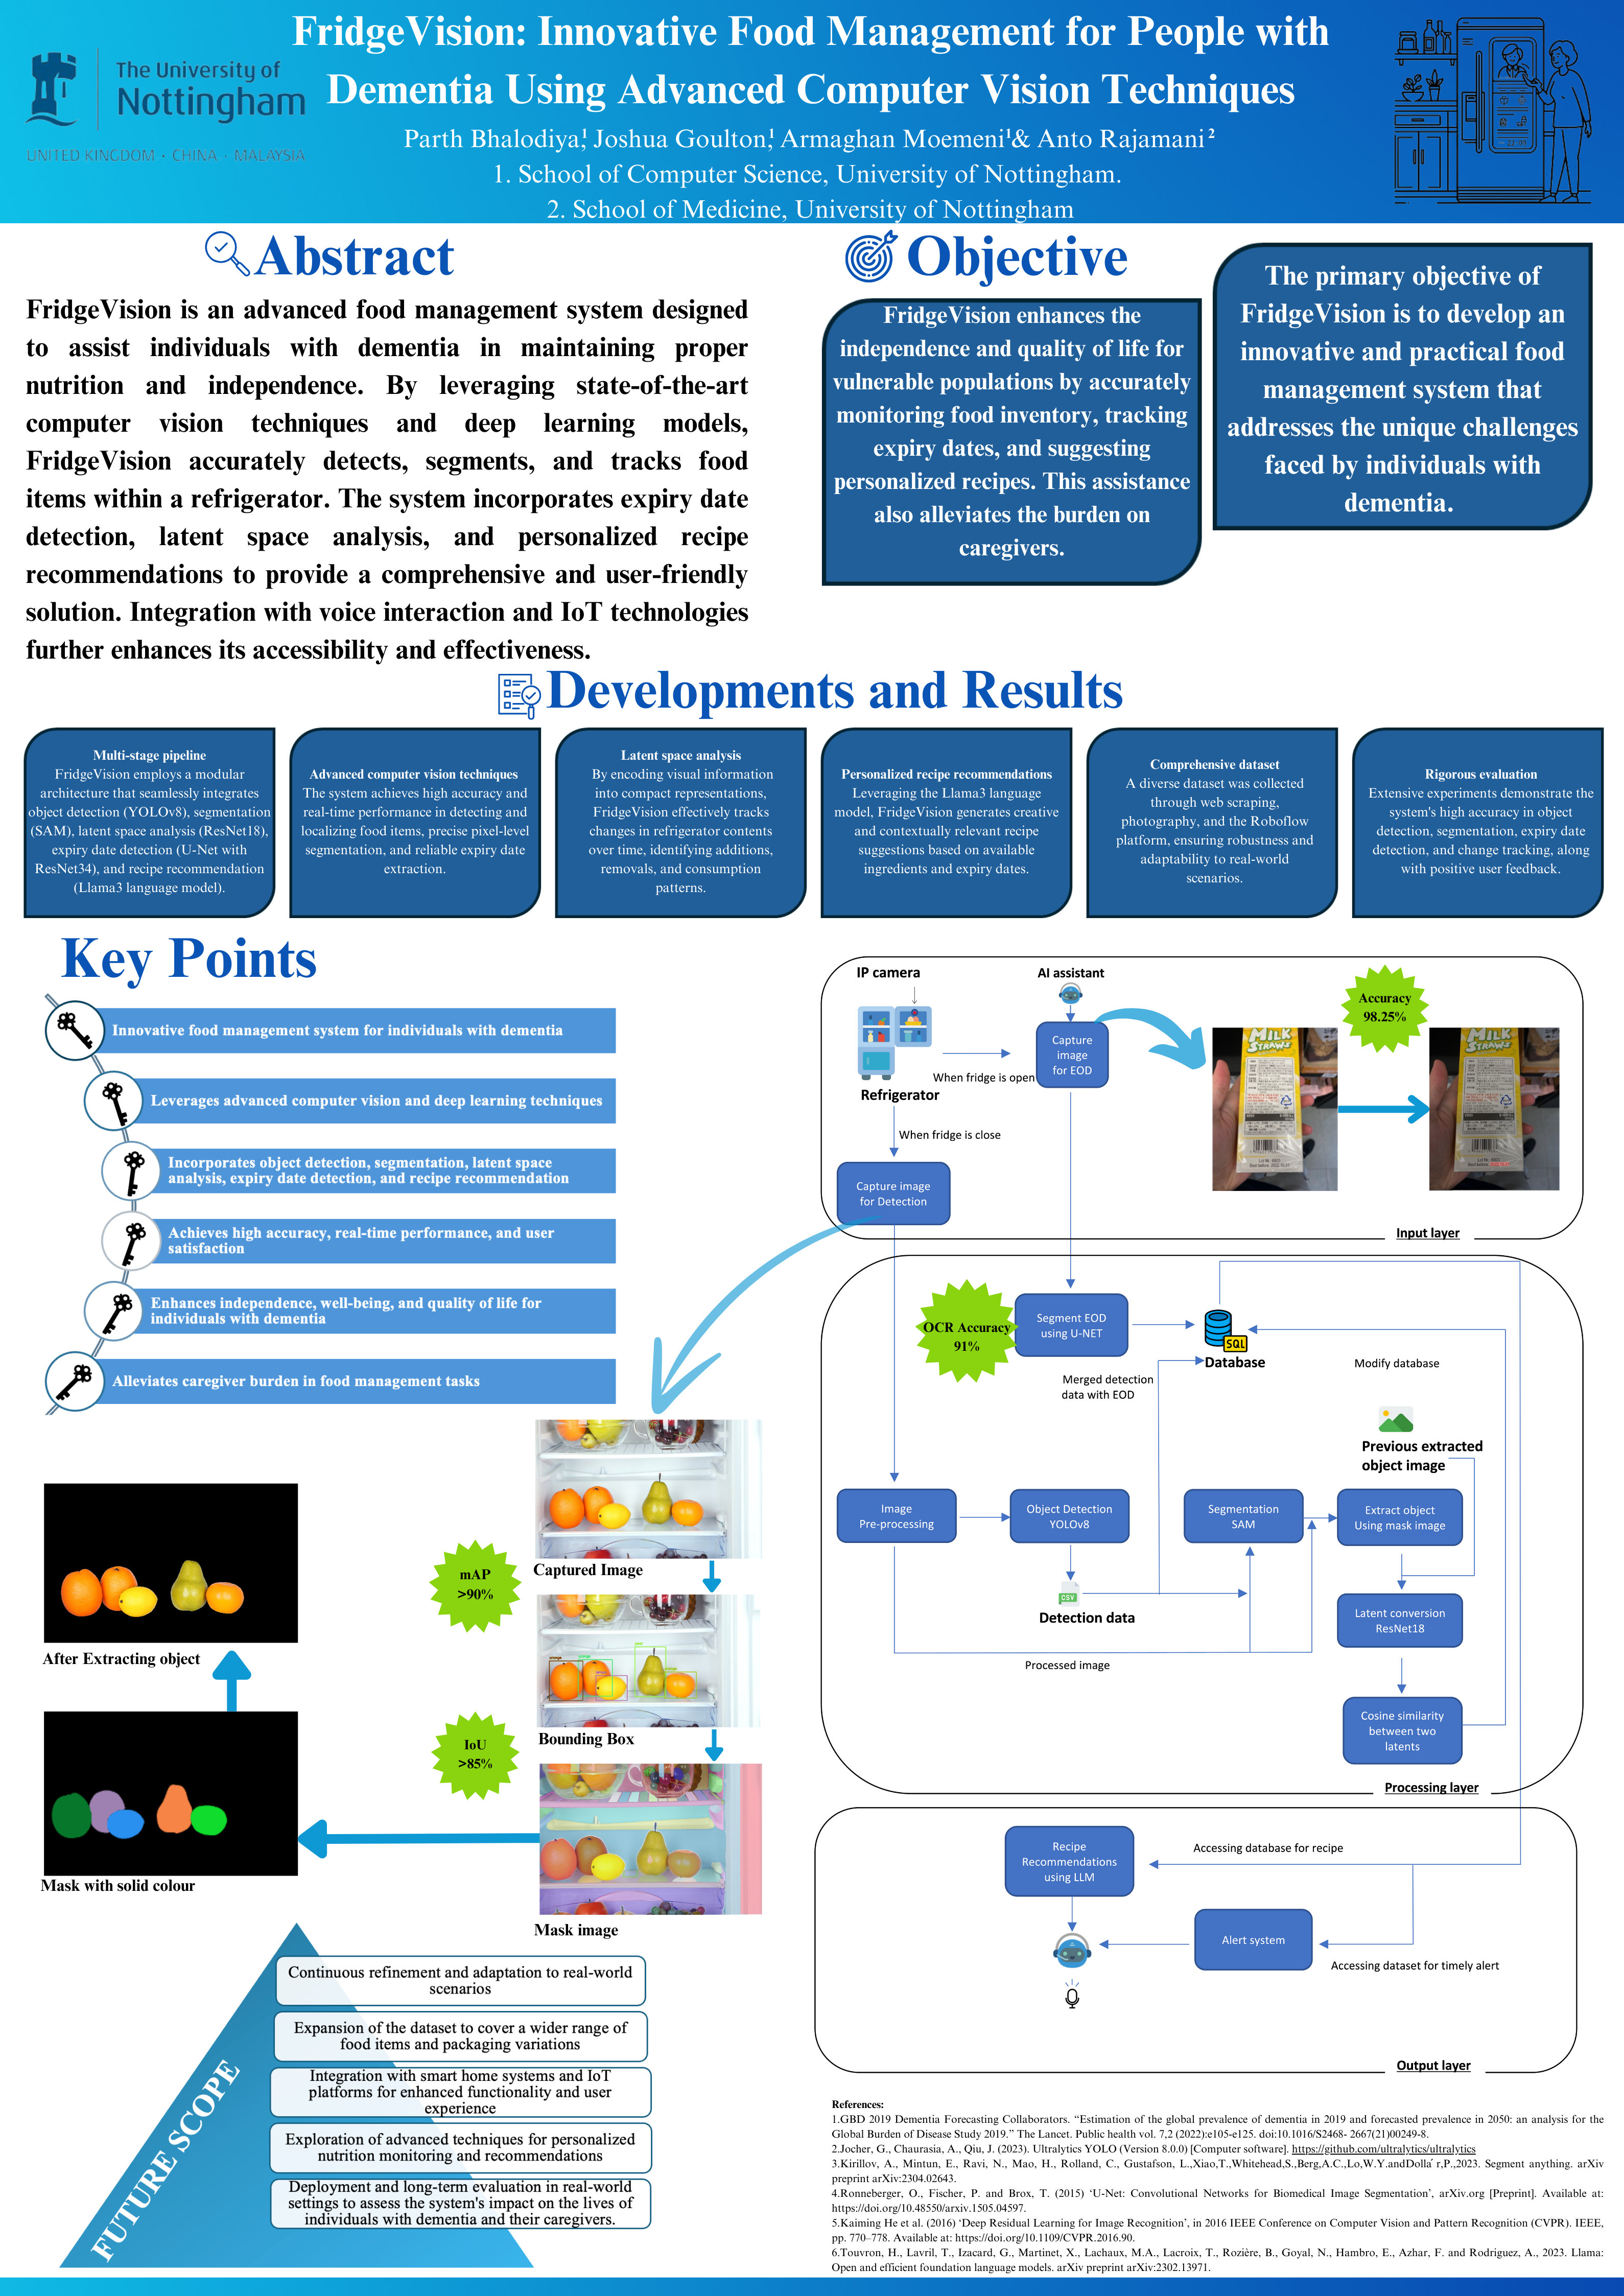 FridgeVision: Innovative Food Management for People with
Dementia Using Advanced Computer Vision Techniques
The University of
Nottingham
UNITED KINGDOM · CHINA · MALAYSIA
Parth Bhalodiya,¹ Joshua Goulton,¹ Armaghan Moemeni¹& Anto Rajamani²
1. School of Computer Science, University of Nottingham.
2. School of Medicine, University of Nottingham
Abstract
FridgeVision is an advanced food management system designed
to assist individuals with dementia in maintaining proper
nutrition and independence. By leveraging state-of-the-art
computer vision techniques and deep learning models,
FridgeVision accurately detects, segments, and tracks food
items within a refrigerator. The system incorporates expiry date
detection, latent space analysis, and personalized recipe
recommendations to provide a comprehensive and user-friendly
solution. Integration with voice interaction and IoT technologies
further enhances its accessibility and effectiveness.
Objective
FridgeVision enhances the
independence and quality of life for
vulnerable populations by accurately
monitoring food inventory, tracking
expiry dates, and suggesting
personalized recipes. This assistance
also alleviates the burden on
caregivers.
The primary objective of
FridgeVision is to develop an
innovative and practical food
management system that
addresses the unique challenges
faced by individuals with
dementia.
Developments and Results
Multi-stage pipeline
FridgeVision employs a modular
architecture that seamlessly integrates
object detection (YOLOv8), segmentation
(SAM), latent space analysis (ResNet18),
expiry date detection (U-Net with
ResNet34), and recipe recommendation
(Llama3 language model).
Advanced computer vision techniques
The system achieves high accuracy and
real-time performance in detecting and
localizing food items, precise pixel-level
segmentation, and reliable expiry date
extraction.
Latent space analysis
By encoding visual information
into compact representations,
FridgeVision effectively tracks
changes in refrigerator contents
over time, identifying additions,
removals, and consumption
patterns.
Personalized recipe recommendations
Leveraging the Llama3 language
model, FridgeVision generates creative
and contextually relevant recipe
suggestions based on available
ingredients and expiry dates.
Comprehensive dataset
A diverse dataset was collected
through web scraping,
photography, and the Roboflow
platform, ensuring robustness and
adaptability to real-world
scenarios.
Rigorous evaluation
Extensive experiments demonstrate the
system's high accuracy in object
detection, segmentation, expiry date
detection, and change tracking, along
with positive user feedback.
Key Points
Innovative food management system for individuals with dementia
Leverages advanced computer vision and deep learning techniques
Incorporates object detection, segmentation, latent space
analysis, expiry date detection, and recipe recommendation
Achieves high accuracy, real-time performance, and user
satisfaction
Enhances independence, well-being, and quality of life for
individuals with dementia
Alleviates caregiver burden in food management tasks
Captured Image
mAP
>90%
Bounding Box
IoU
>85%
Mask image
After Extracting object
Mask with solid colour
FUTURE SCOPE
Continuous refinement and adaptation to real-world
scenarios
Expansion of the dataset to cover a wider range of
food items and packaging variations
Integration with smart home systems and IoT
platforms for enhanced functionality and user
experience
Exploration of advanced techniques for personalized
nutrition monitoring and recommendations
Deployment and long-term evaluation in real-world
settings to assess the system's impact on the lives of
individuals with dementia and their caregivers.
IP camera
AI assistant
Capture
image
for EOD
When fridge is open
Refrigerator
When fridge is close
Capture image
for Detection
Accuracy
98.25%
MILK
STRAWS
MILK
STRAWS
Input layer
OCR Accuracy
91%
Segment EOD
using U-NET
SQL
Database
Merged detection
data with EOD
Modify database
Previous extracted
object image
Image
Pre-processing
Object Detection
YOLOv8
Segmentation
SAM
Extract object
Using mask image
CSV
Detection data
Latent conversion
ResNet18
Processed image
Cosine similarity
between two
latents
Processing layer
Recipe
Recommendations
using LLM
Accessing database for recipe
Alert system
Accessing dataset for timely alert
Output layer
References:
1.GBD 2019 Dementia Forecasting Collaborators. “Estimation of the global prevalence of dementia in 2019 and forecasted prevalence in 2050: an analysis for the
Global Burden of Disease Study 2019.” The Lancet. Public health vol. 7,2 (2022):e105-e125. doi:10.1016/S2468- 2667(21)00249-8.
2.Jocher, G., Chaurasia, A., Qiu, J. (2023). Ultralytics YOLO (Version 8.0.0) [Computer software]. https://github.com/ultralytics/ultralytics
3.Kirillov, A., Mintun, E., Ravi, N., Mao, H., Rolland, C., Gustafson, L.,Xiao,T.,Whitehead,S.,Berg,A.C.,Lo,W.Y.andDolla´r,P.,2023. Segment anything. arXiv
preprint arXiv:2304.02643.
4.Ronneberger, O., Fischer, P. and Brox, T. (2015) ‘U-Net: Convolutional Networks for Biomedical Image Segmentation’, arXiv.org [Preprint]. Available at:
https://doi.org/10.48550/arxiv.1505.04597.
5.Kaiming He et al. (2016) ‘Deep Residual Learning for Image Recognition’, in 2016 IEEE Conference on Computer Vision and Pattern Recognition (CVPR). IEEE,
pp. 770–778. Available at: https://doi.org/10.1109/CVPR.2016.90.
6.Touvron, H., Lavril, T., Izacard, G., Martinet, X., Lachaux, M.A., Lacroix, T., Rozière, B., Goyal, N., Hambro, E., Azhar, F. and Rodriguez, A., 2023. Llama:
Open and efficient foundation language models. arXiv preprint arXiv:2302.13971.